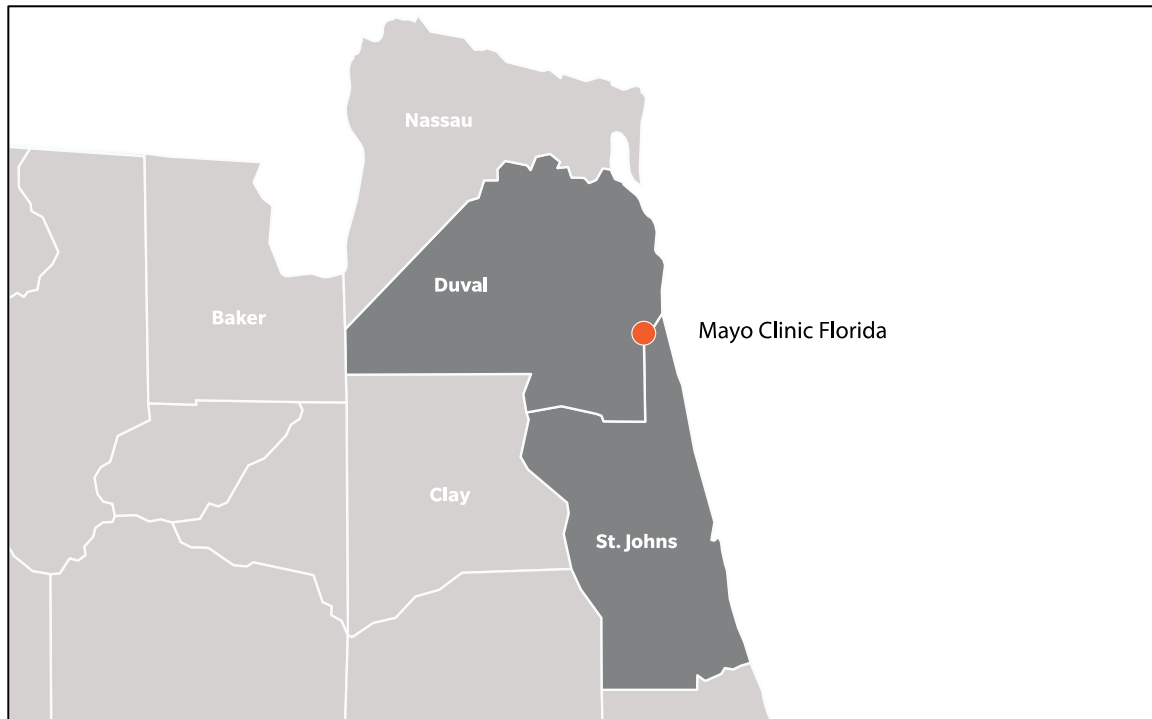 Nassau
Duval
Baker
Mayo Clinic Florida
Clay
St. Johns